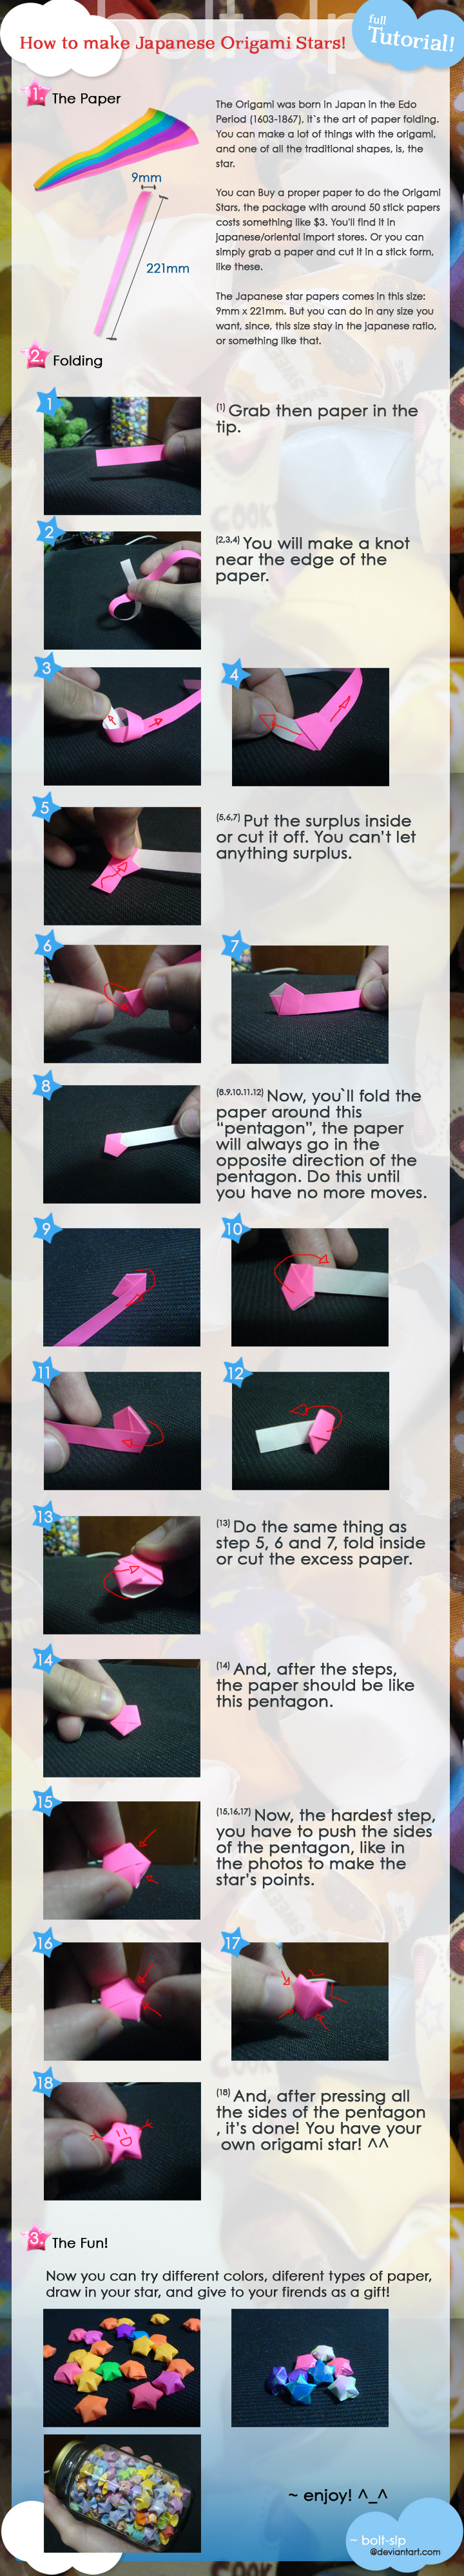 bolt-slp
How to make Japanese Origami Stars!
full
Tutorial!
1. The Paper
9mm
221mm
The Origami was born in Japan in the Edo
Period (1603-1867), it`s the art of paper folding.
You can make a lot of things with the origami,
and one of all the traditional shapes, is, the
star.
You can Buy a proper paper to do the Origami
Stars, the package with around 50 stick papers
costs something like $3. You'll find it in
japanese/oriental import stores. Or you can
simply grab a paper and cut it in a stick form,
like these.
The Japanese star papers comes in this size:
9mm x 221mm. But you can do in any size you
want, since, this size stay in the japanese ratio,
or something like that.
2. Folding
1
(1) Grab then paper in the
tip.
2
(2,3,4) You will make a knot
near the edge of the
paper.
3
4
5
(5,6,7) Put the surplus inside
or cut it off. You can't let
anything surplus.
6
7
8
(8.9.10.11.12) Now, you`ll fold the
paper around this
“pentagon”, the paper
will always go in the
opposite direction of the
pentagon. Do this until
you have no more moves.
9
10
11
12
13
(13) Do the same thing as
step 5, 6 and 7, fold inside
or cut the excess paper.
14
(14) And, after the steps,
the paper should be like
this pentagon.
15
(15,16,17) Now, the hardest step,
you have to push the sides
of the pentagon, like in
the photos to make the
star's points.
16
17
18
(18) And, after pressing all
the sides of the pentagon
, it's done! You have your
own origami star! ^^
3. The Fun!
Now you can try different colors, diferent types of paper,
draw in your star, and give to your firends as a gift!
~ enjoy! ^_^
~ bolt-slp
@deviantart.com